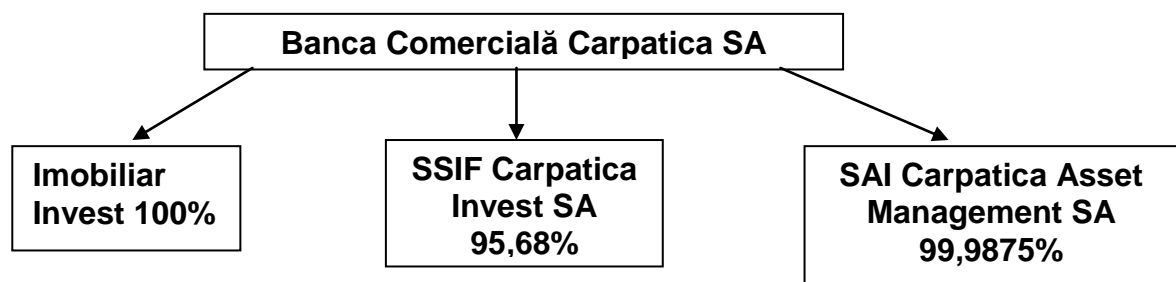 Banca Comercială Carpatica SA
Imobiliar
Invest 100%
SSIF Carpatica
Invest SA
95,68%
SAI Carpatica Asset
Management SA
99,9875%